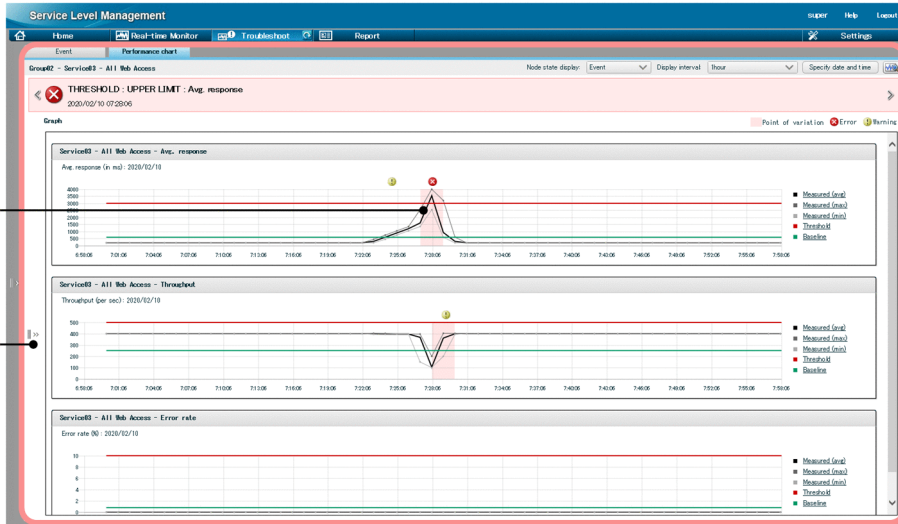 Service Level Management
super Help Logout
Home Real-time Monitor Troubleshoot Report Settings
Event Performance chart
Group02 - Service03 - All Web Access
Node state display: Event Display interval 1hour Specify date and time
THRESHOLD : UPPER LIMIT : Avg. response
2020/02/10 07:28:06
Graph
Point of variation Error Warning
Service03 - All Web Access - Avg. response
Avg. response (in ms) : 2020/02/10
4000
3500
3000
2500
2000
1500
1000
500
0
6:58:06 7:01:06 7:04:06 7:07:06 7:10:06 7:13:06 7:16:06 7:19:06 7:22:06 7:25:06 7:28:06 7:31:06 7:34:06 7:37:06 7:40:06 7:43:06 7:46:06 7:49:06 7:52:06 7:55:06 7:58:06
Measured (avg)
Measured (max)
Measured (min)
Threshold
Baseline
Service03 - All Web Access - Throughput
Throughput (per sec) : 2020/02/10
500
400
300
200
100
0
6:58:06 7:01:06 7:04:06 7:07:06 7:10:06 7:13:06 7:16:06 7:19:06 7:22:06 7:25:06 7:28:06 7:31:06 7:34:06 7:37:06 7:40:06 7:43:06 7:46:06 7:49:06 7:52:06 7:55:06 7:58:06
Measured (avg)
Measured (max)
Measured (min)
Threshold
Baseline
Service03 - All Web Access - Error rate
Error rate (%) : 2020/02/10
10
8
6
4
2
Measured (avg)
Measured (max)
Measured (min)
Threshold
Baseline